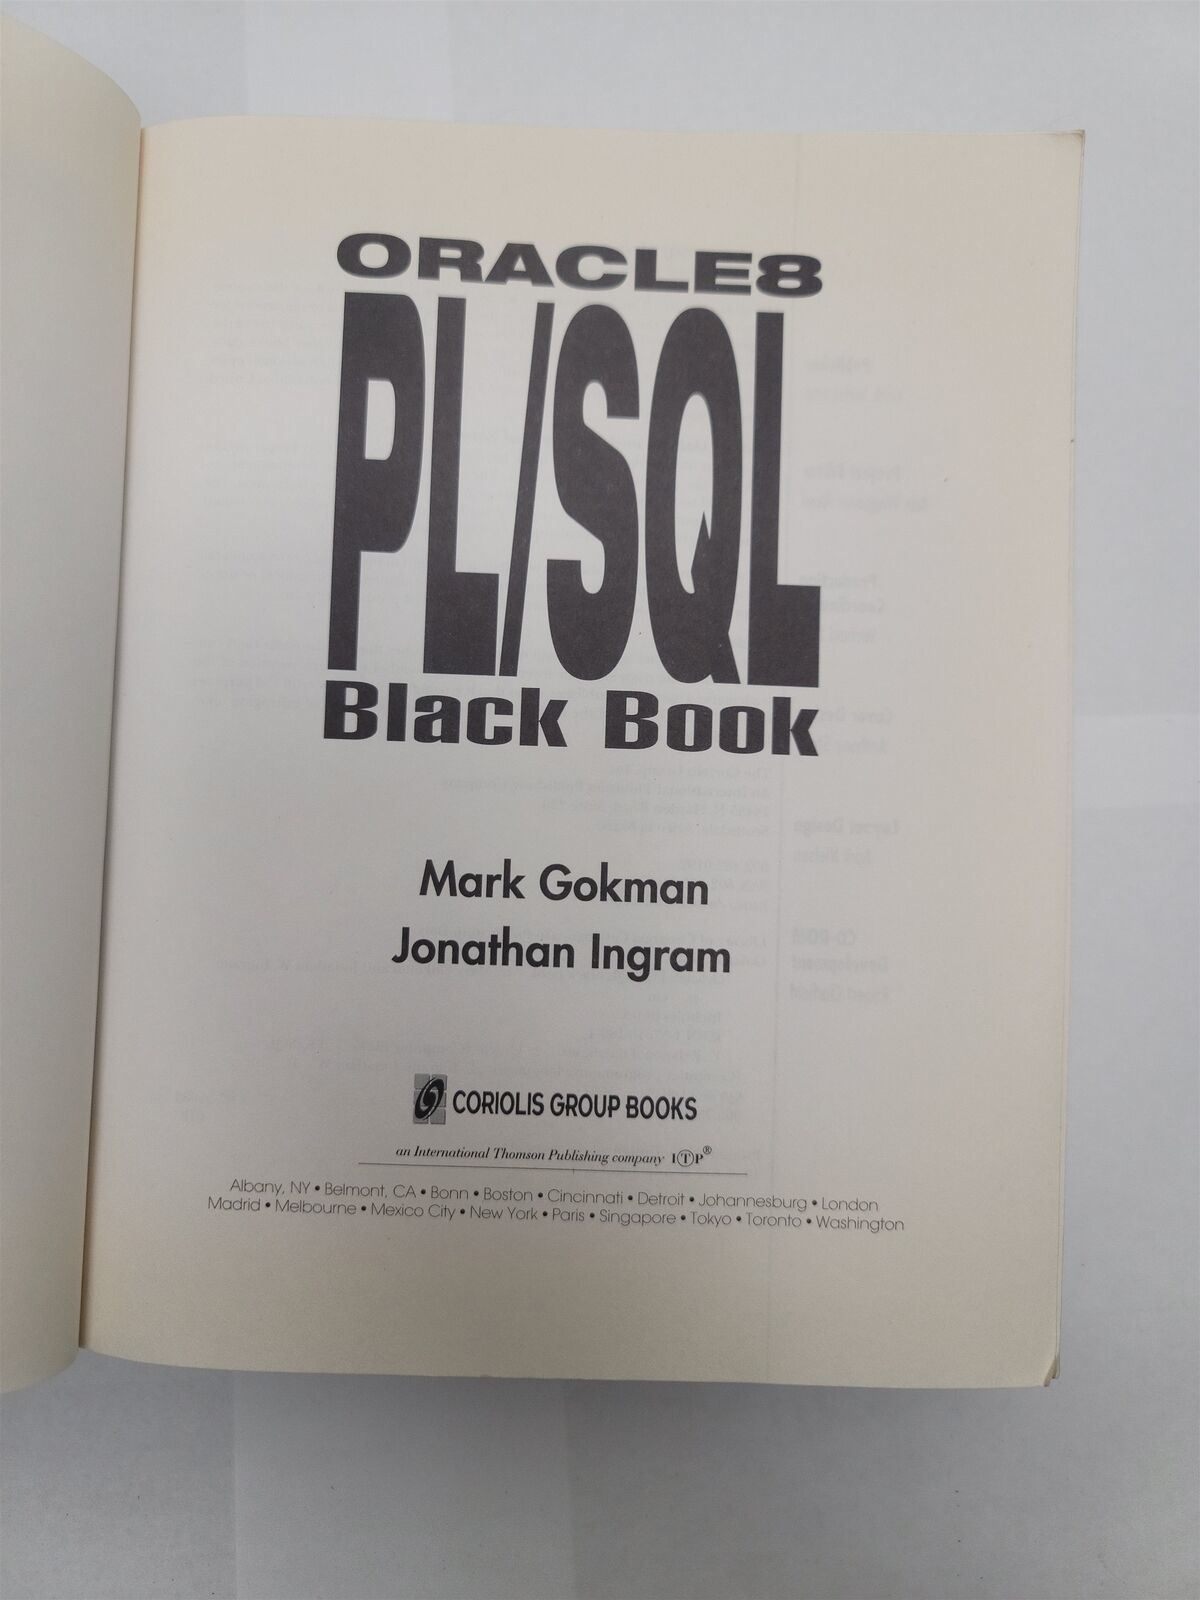 ORACLE8
PL/SQL
Black Book
Mark Gokman
Jonathan Ingram
CORIOLIS GROUP BOOKS
an International Thomson Publishing company ITP®
Albany, NY • Belmont, CA • Bonn • Boston • Cincinnati • Detroit • Johannesburg • London
Madrid • Melbourne • Mexico City • New York • Paris • Singapore • Tokyo • Toronto • Washington